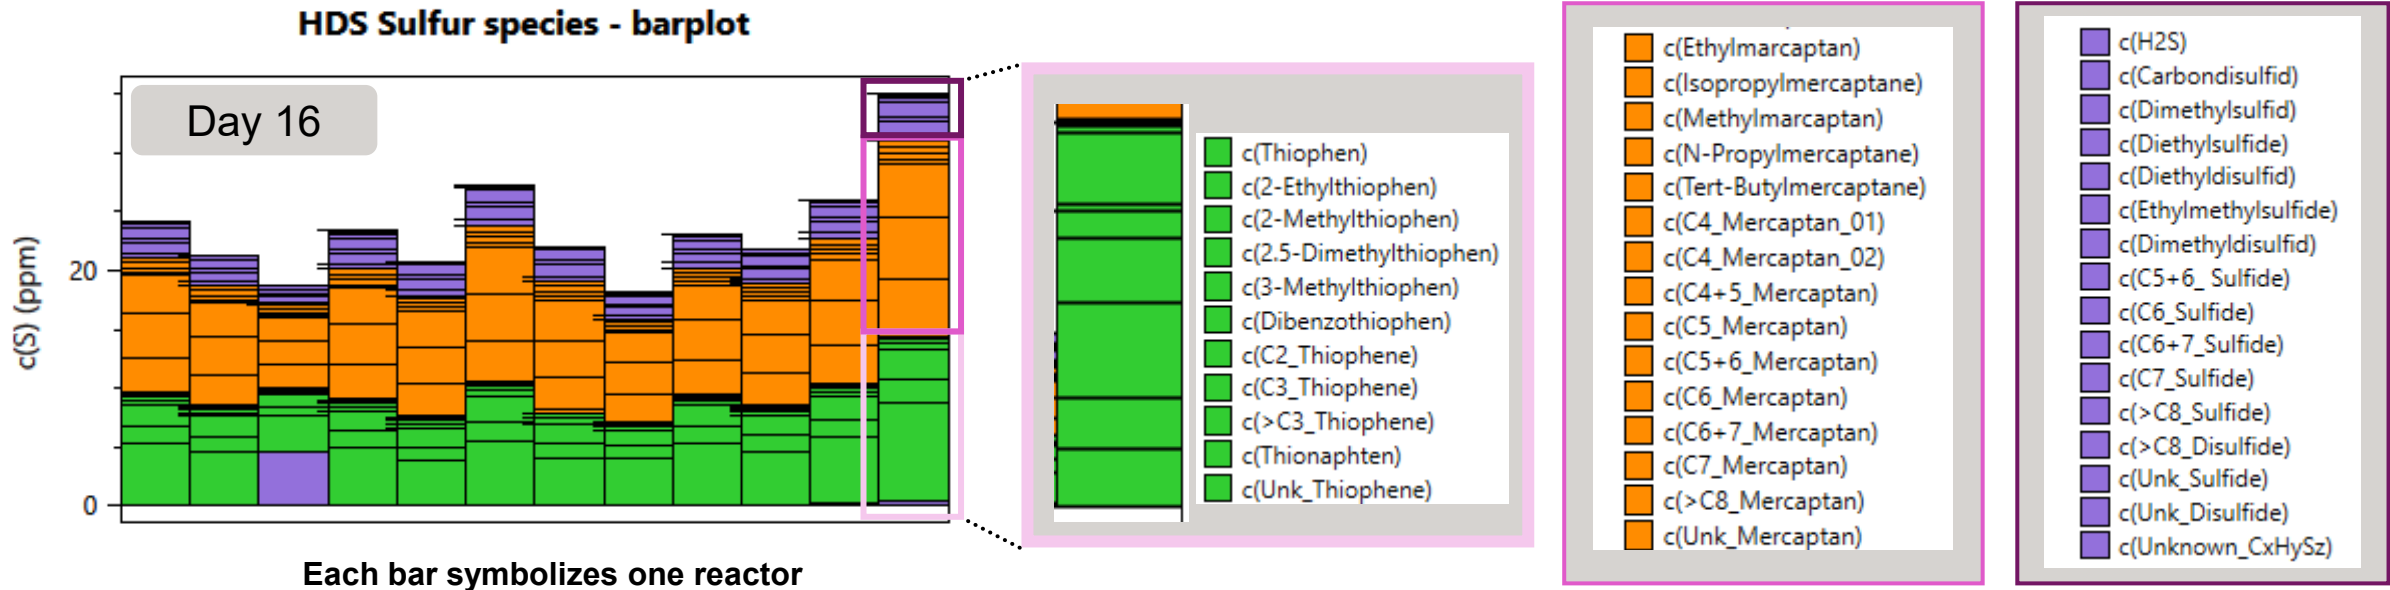 HDS Sulfur species - barplot
Day 16
c(S) (ppm)
20
0
Each bar symbolizes one reactor
c(Thiophen)
c(2-Ethylthiophen)
c(2-Methylthiophen)
c(2.5-Dimethylthiophen)
c(3-Methylthiophen)
c(Dibenzothiophen)
c(C2_Thiophene)
c(C3_Thiophene)
c(>C3_Thiophene)
c(Thionaphten)
c(Unk_Thiophene)
c(Ethylmarcaptan)
c(Isopropylmercaptane)
c(Methylmarcaptan)
c(N-Propylmercaptane)
c(Tert-Butylmercaptane)
c(C4_Mercaptan_01)
c(C4_Mercaptan_02)
c(C4+5_Mercaptan)
c(C5_Mercaptan)
c(C5+6_Mercaptan)
c(C6_Mercaptan)
c(C6+7_Mercaptan)
c(C7_Mercaptan)
c(>C8_Mercaptan)
c(Unk_Mercaptan)
c(H2S)
c(Carbondisulfid)
c(Dimethylsulfid)
c(Diethylsulfide)
c(Diethyldisulfid)
c(Ethylmethylsulfide)
c(Dimethyldisulfid)
c(C5+6_ Sulfide)
c(C6_Sulfide)
c(C6+7_Sulfide)
c(C7_Sulfide)
c(>C8_Sulfide)
c(>C8_Disulfide)
c(Unk_Sulfide)
c(Unk_Disulfide)
c(Unknown_CxHySz)